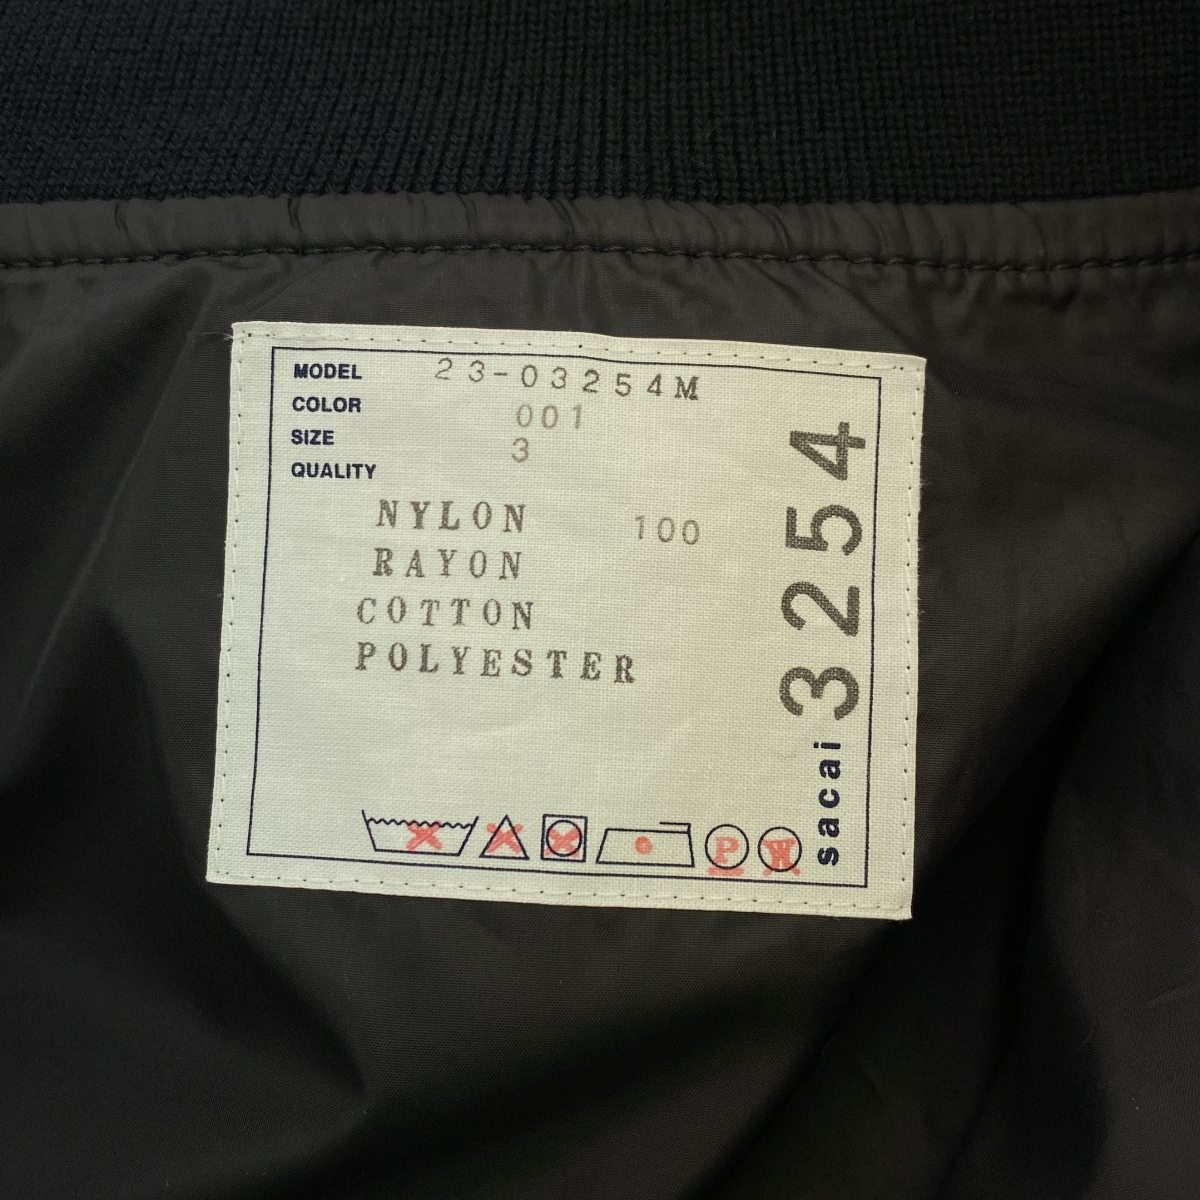 MODEL 23-03254M
COLOR 001
SIZE 3
QUALITY
NYLON 100
RAYON
COTTON
POLYESTER
P W
sacai 3254